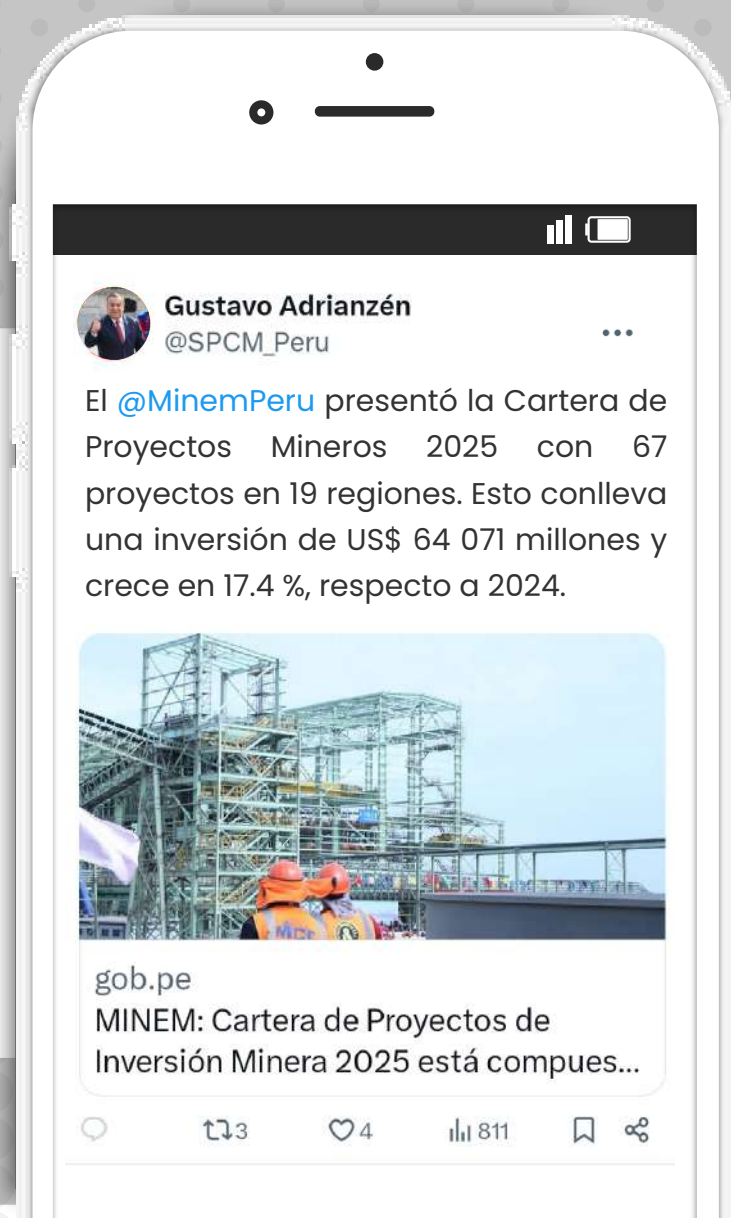 Gustavo Adrianzén
@SPCM_Peru
El @MinemPeru presentó la Cartera de
Proyectos Mineros 2025 con 67
proyectos en 19 regiones. Esto conlleva
una inversión de US$ 64 071 millones y
crece en 17.4 %, respecto a 2024.
gob.pe
MINEM: Cartera de Proyectos de
Inversión Minera 2025 está compues...
3 4 811